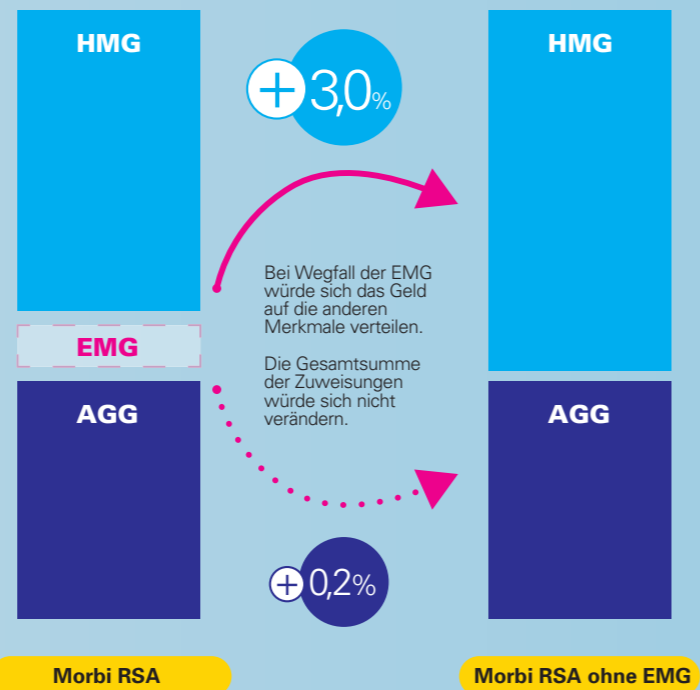 HMG
+ 3,0%
HMG
Bei Wegfall der EMG
würde sich das Geld
auf die anderen
Merkmale verteilen.
Die Gesamtsumme
der Zuweisungen
würde sich nicht
verändern.
EMG
AGG
AGG
+ 0,2%
Morbi RSA
Morbi RSA ohne EMG